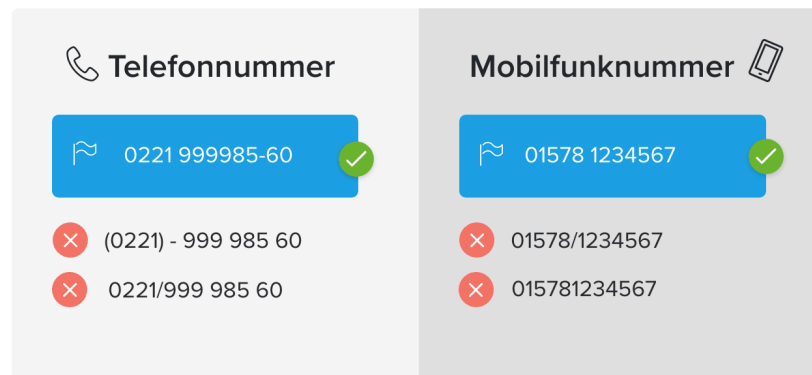 Telefonnummer
0221 999985-60
(0221) - 999 985 60
0221/999 985 60
Mobilfunknummer
01578 1234567
01578/1234567
015781234567